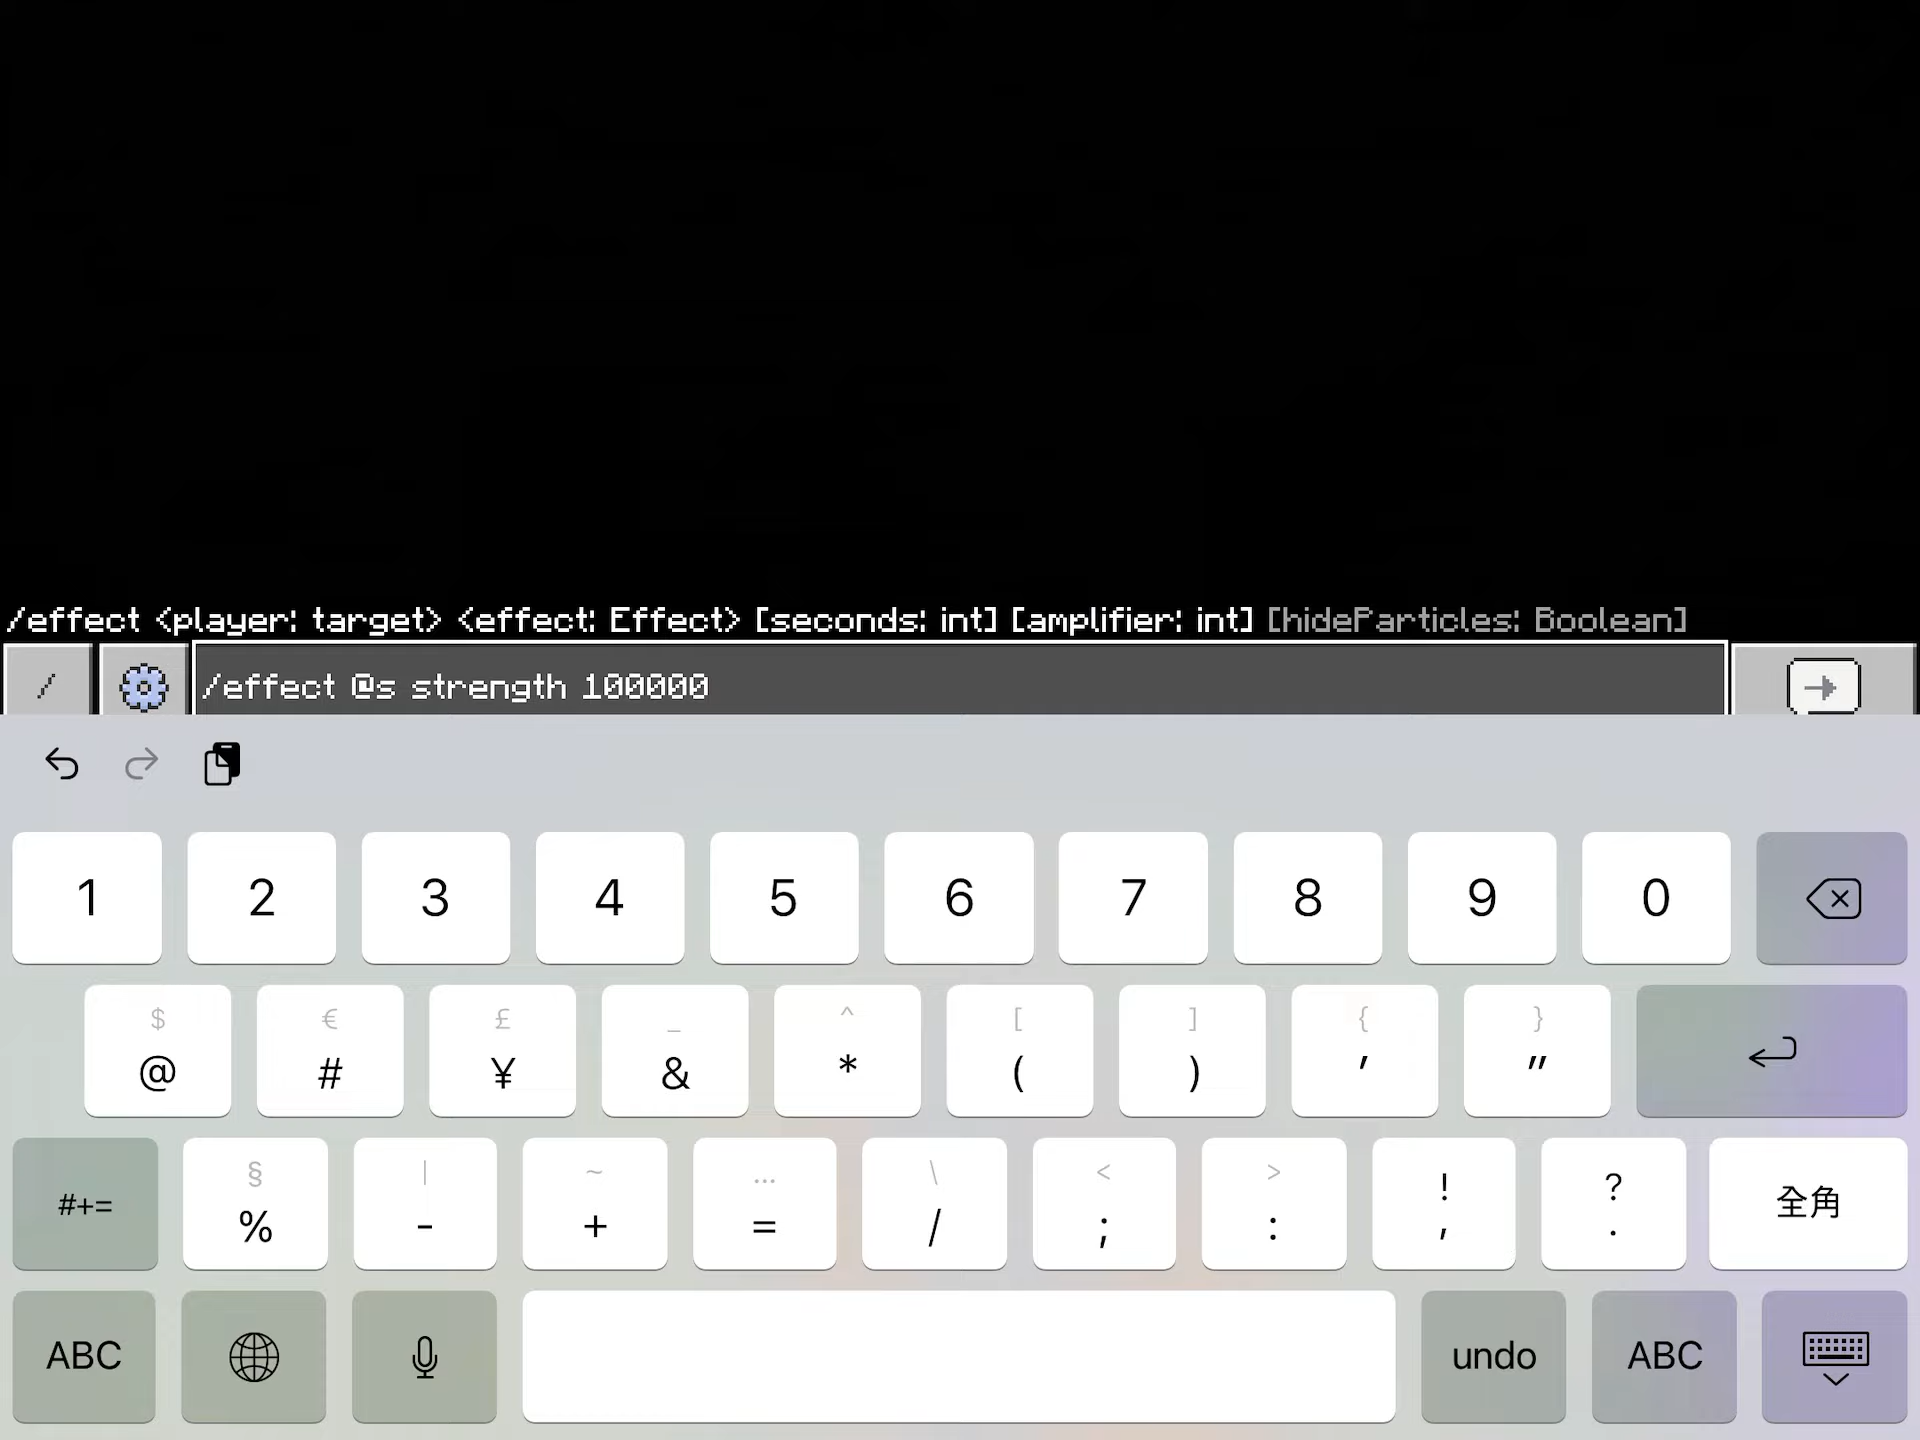 /effect <player: target> <effect: Effect> [seconds: int] [amplifier: int] [hideParticles: Boolean]
/ /effect @s strength 100000
1 2 3 4 5 6 7 8 9 0
$ € £ _ ^ [ ] { }
@ # ¥ & * ( ) ' "
§ | ~ ... \ < > ! ?
#+= % - + = / ; : , . 全角
ABC undo ABC